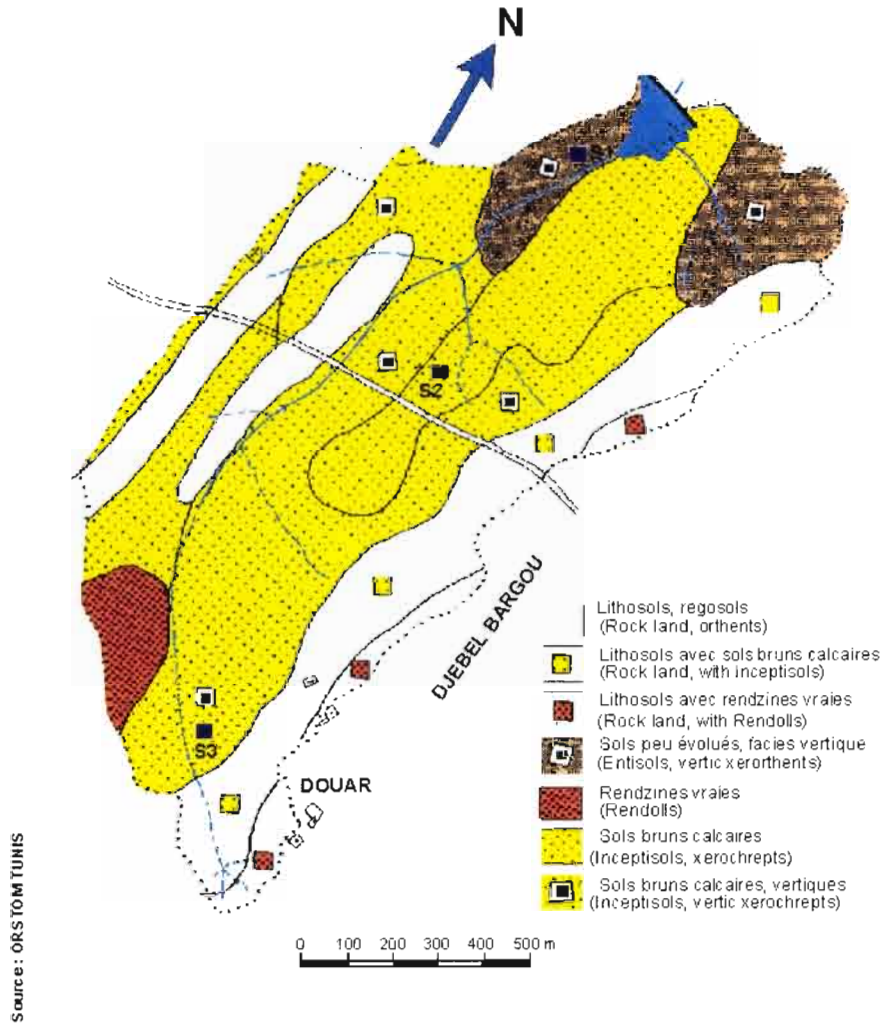 N
S2
S3
DJEBEL BARGOU
DOUAR
Lithosols, regosols
(Rock land, orthents)
Lithosols avec sols bruns calcaires
(Rock land, with Inceptisols)
Lithosols avec rendzines vraies
(Rock land, with Rendolls)
Sols peu évolués, facies vertique
(Entisols, vertic xerorthents)
Rendzines vraies
(Rendolls)
Sols bruns calcaires
(Inceptisols, xerochrepts)
Sols bruns calcaires, vertiques
(Inceptisols, vertic xerochrepts)
0 100 200 300 400 500 m
Source: ORSTOM TUNIS